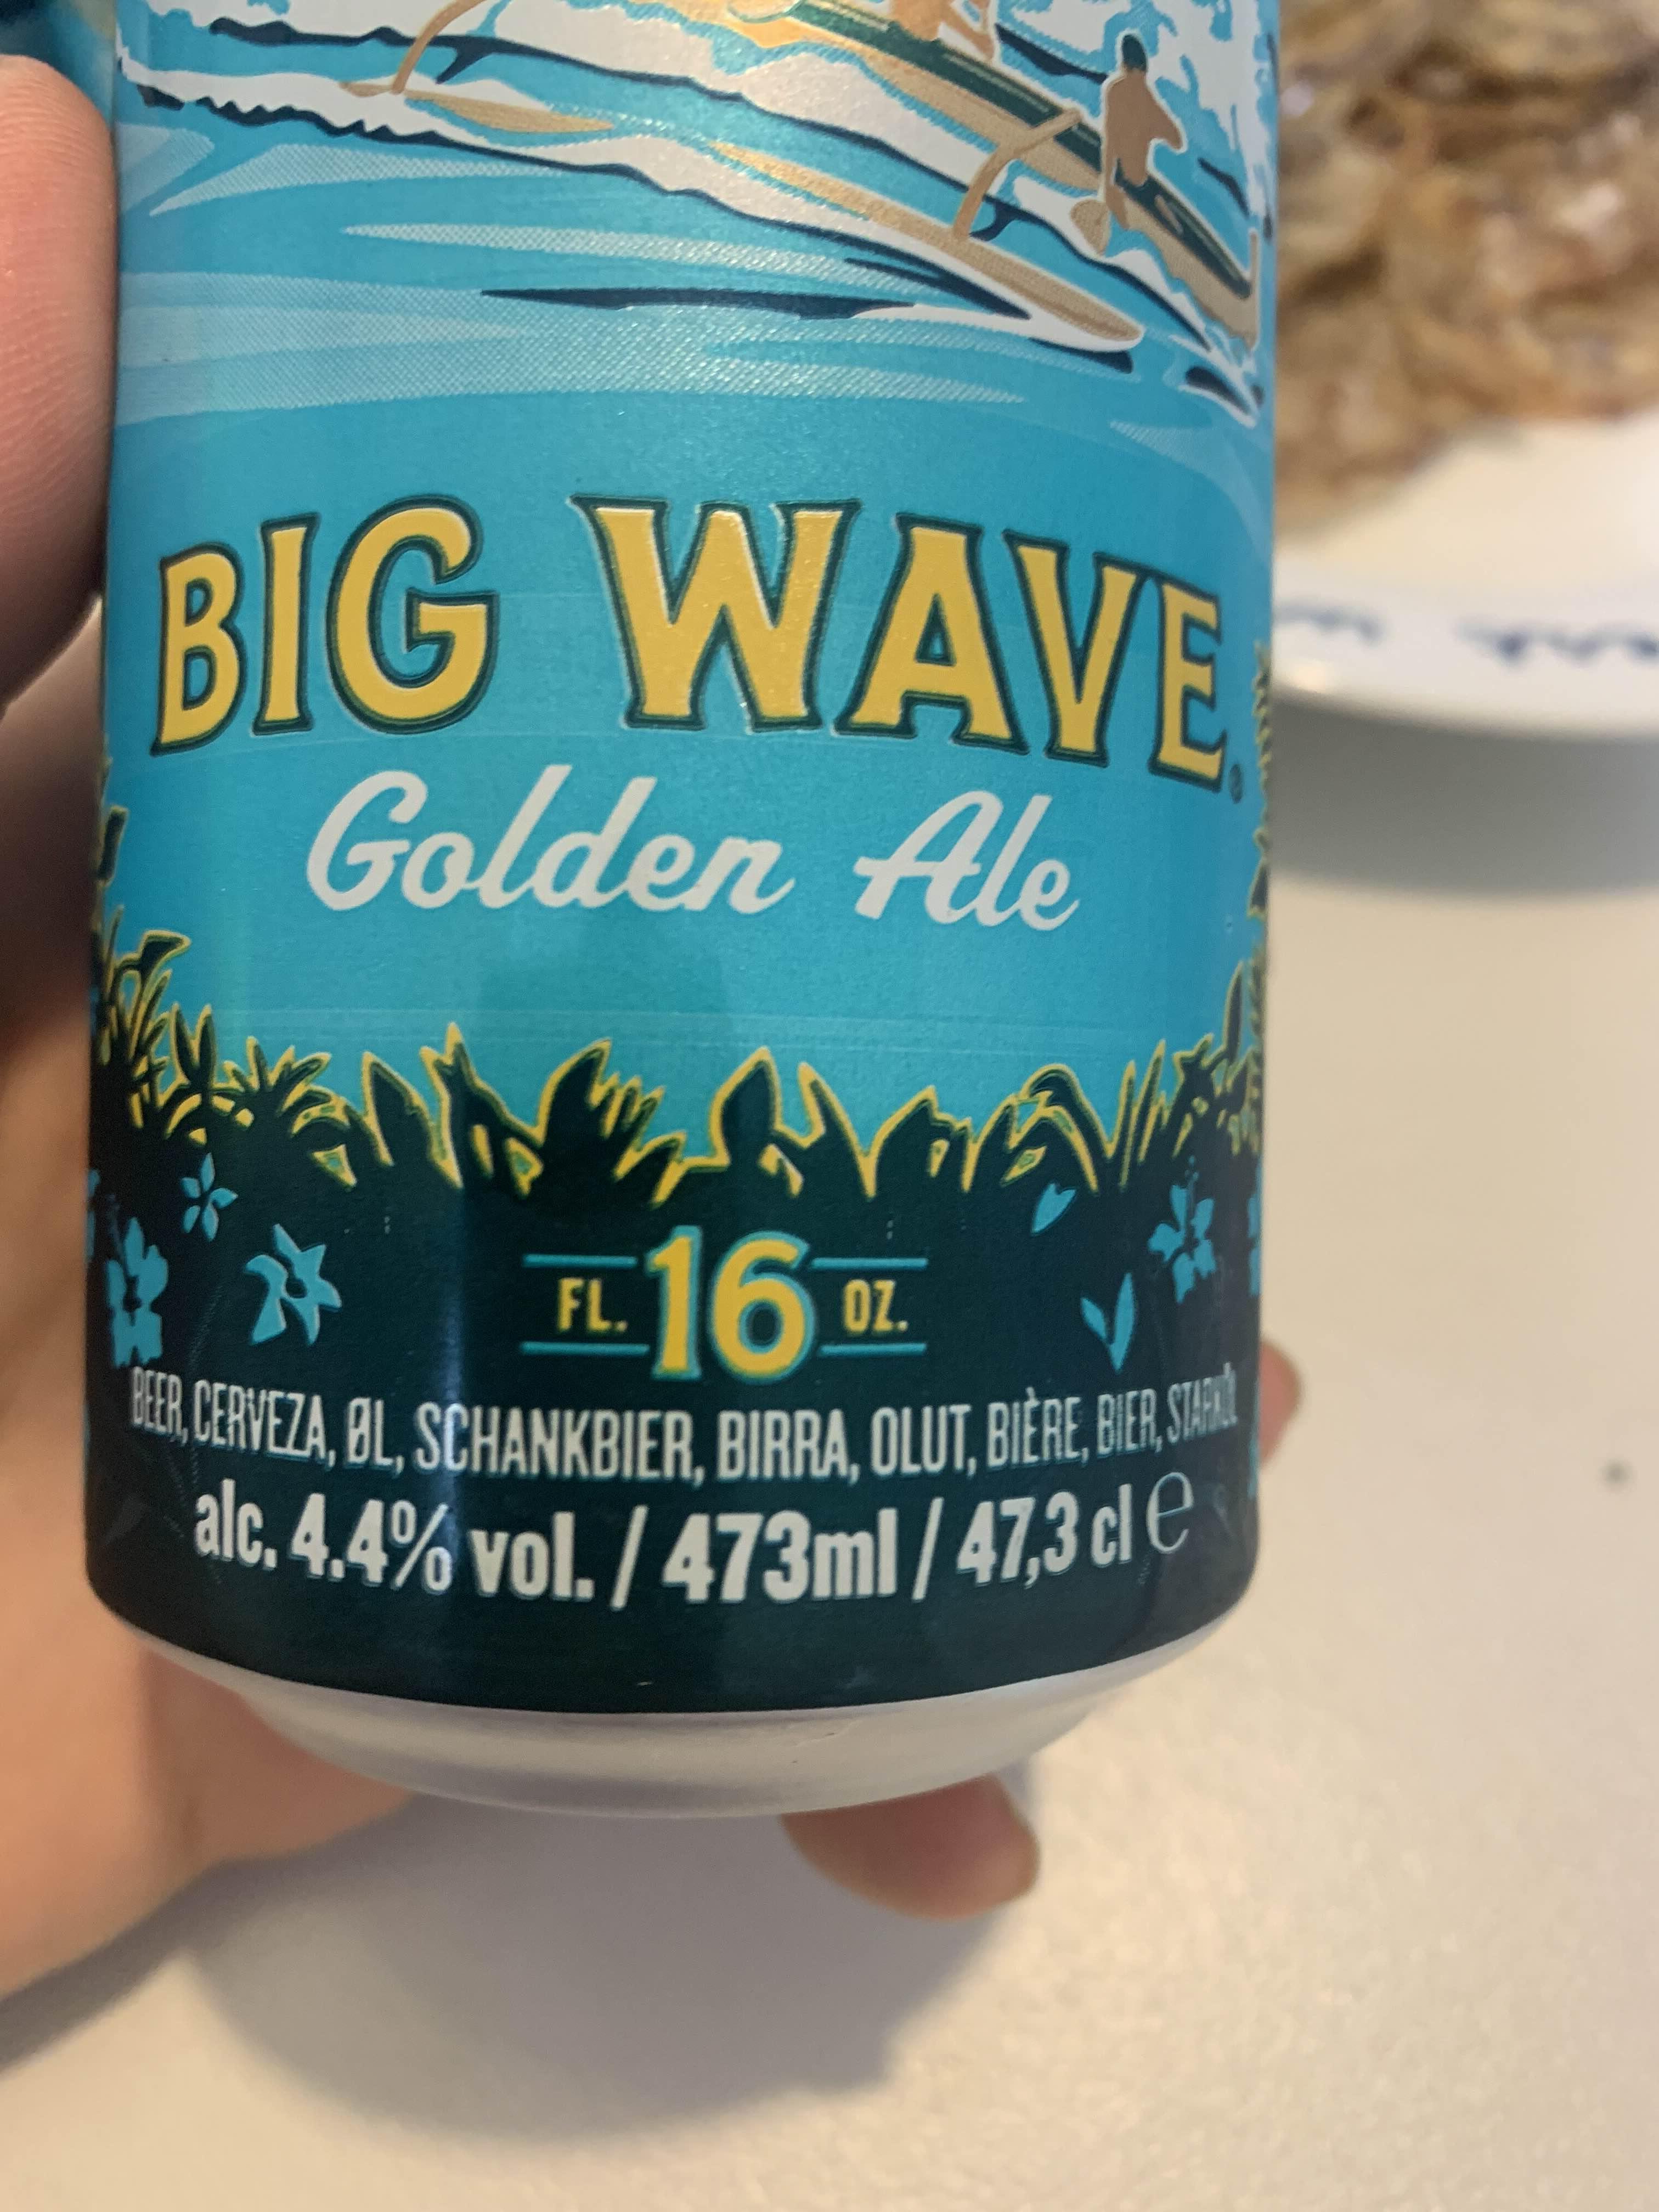 BIG WAVE®
Golden Ale
FL. 16 OZ.
BEER, CERVEZA, ØL, SCHANKBIER, BIRRA, OLUT, BIÈRE, BIER, STARKÖL
alc. 4.4% vol. / 473ml / 47,3 cl ℮